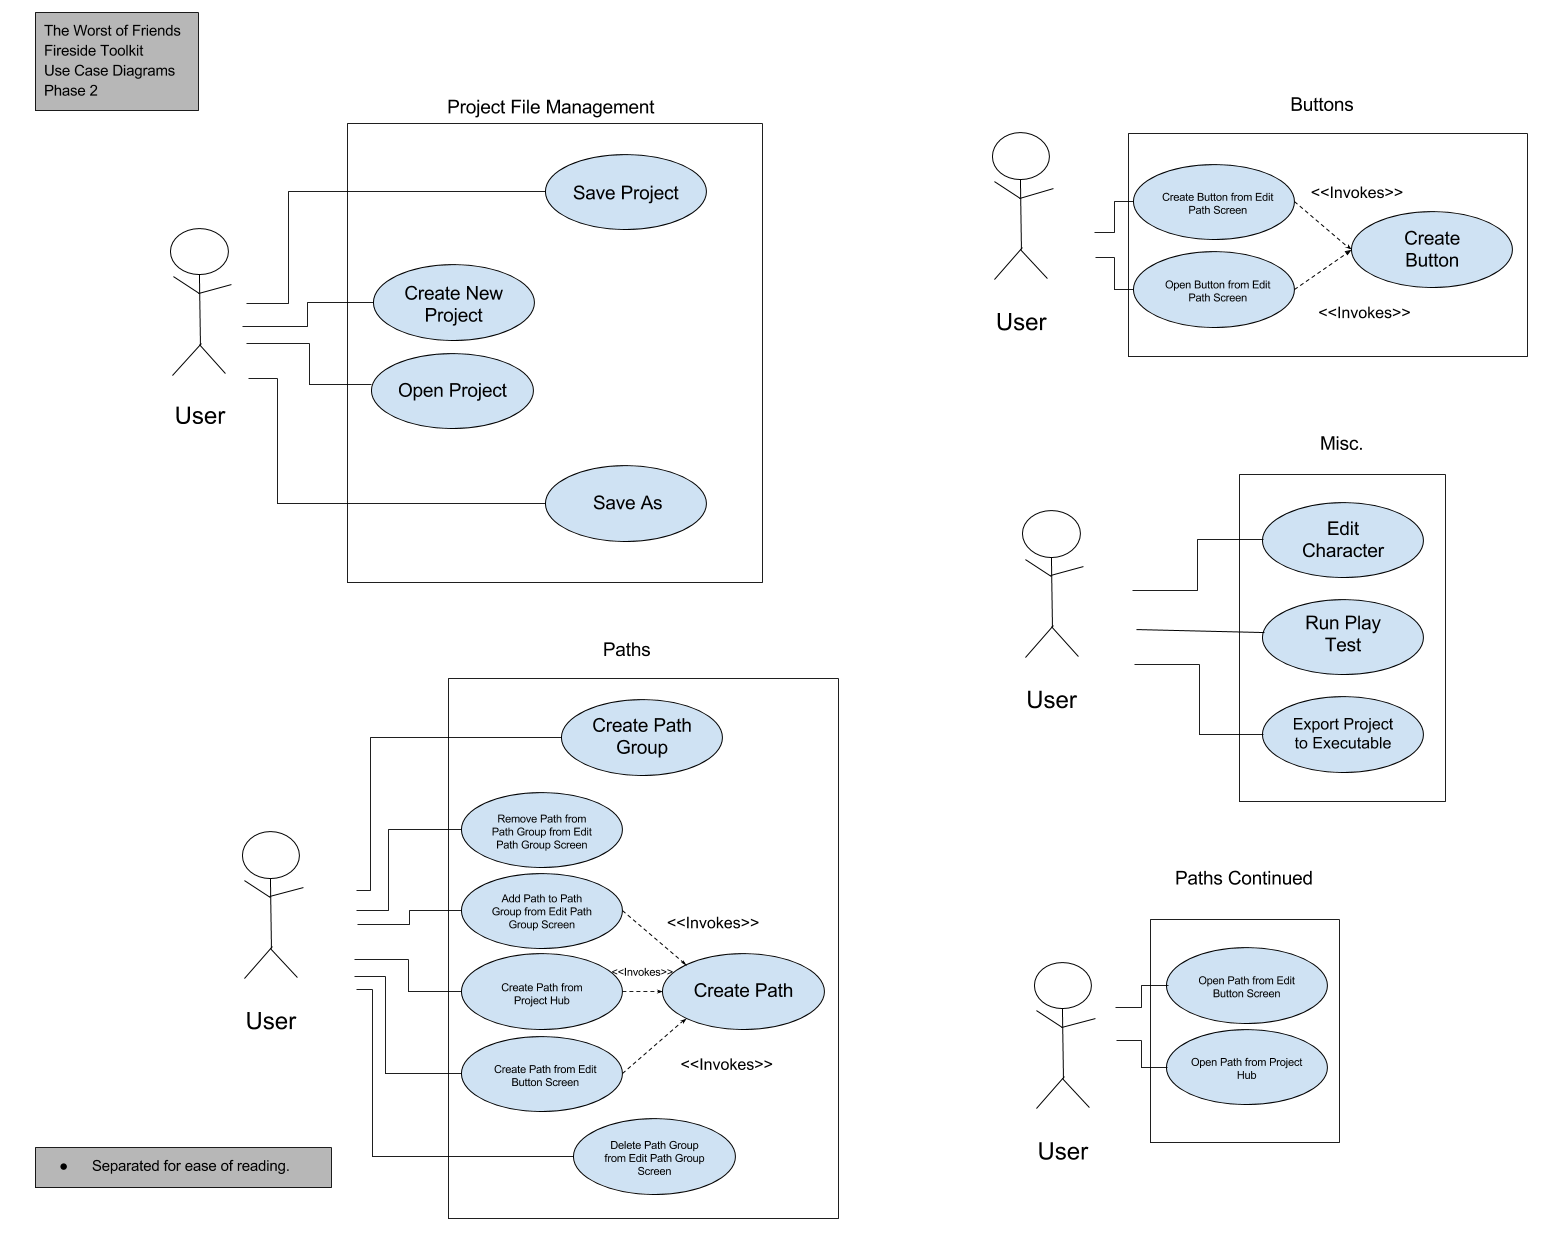 The Worst of Friends
Fireside Toolkit
Use Case Diagrams
Phase 2
Project File Management
Save Project
Create New
Project
Open Project
Save As
User
Buttons
Create Button from Edit
Path Screen
Open Button from Edit
Path Screen
<<Invokes>>
Create
Button
<<Invokes>>
User
Misc.
Edit
Character
Run Play
Test
Export Project
to Executable
User
Paths
Create Path
Group
Remove Path from
Path Group from Edit
Path Group Screen
Add Path to Path
Group from Edit Path
Group Screen
<<Invokes>>
Create Path from
Project Hub
<<Invokes>>
Create Path
Create Path from Edit
Button Screen
<<Invokes>>
Delete Path Group
from Edit Path Group
Screen
User
Paths Continued
Open Path from Edit
Button Screen
Open Path from Project
Hub
User
● Separated for ease of reading.